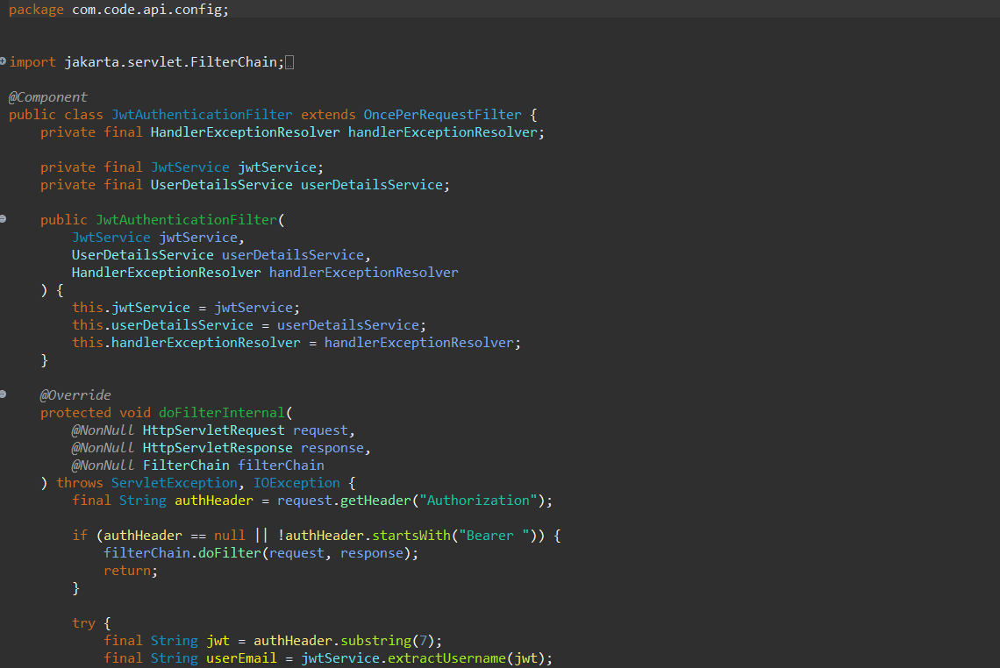 package com.code.api.config;
import jakarta.servlet.FilterChain;
@Component
public class JwtAuthenticationFilter extends OncePerRequestFilter {
    private final HandlerExceptionResolver handlerExceptionResolver;
    private final JwtService jwtService;
    private final UserDetailsService userDetailsService;
    public JwtAuthenticationFilter(
        JwtService jwtService,
        UserDetailsService userDetailsService,
        HandlerExceptionResolver handlerExceptionResolver
    ) {
        this.jwtService = jwtService;
        this.userDetailsService = userDetailsService;
        this.handlerExceptionResolver = handlerExceptionResolver;
    }
    @Override
    protected void doFilterInternal(
        @NonNull HttpServletRequest request,
        @NonNull HttpServletResponse response,
        @NonNull FilterChain filterChain
    ) throws ServletException, IOException {
        final String authHeader = request.getHeader("Authorization");
        if (authHeader == null || !authHeader.startsWith("Bearer ")) {
            filterChain.doFilter(request, response);
            return;
        }
        try {
            final String jwt = authHeader.substring(7);
            final String userEmail = jwtService.extractUsername(jwt);